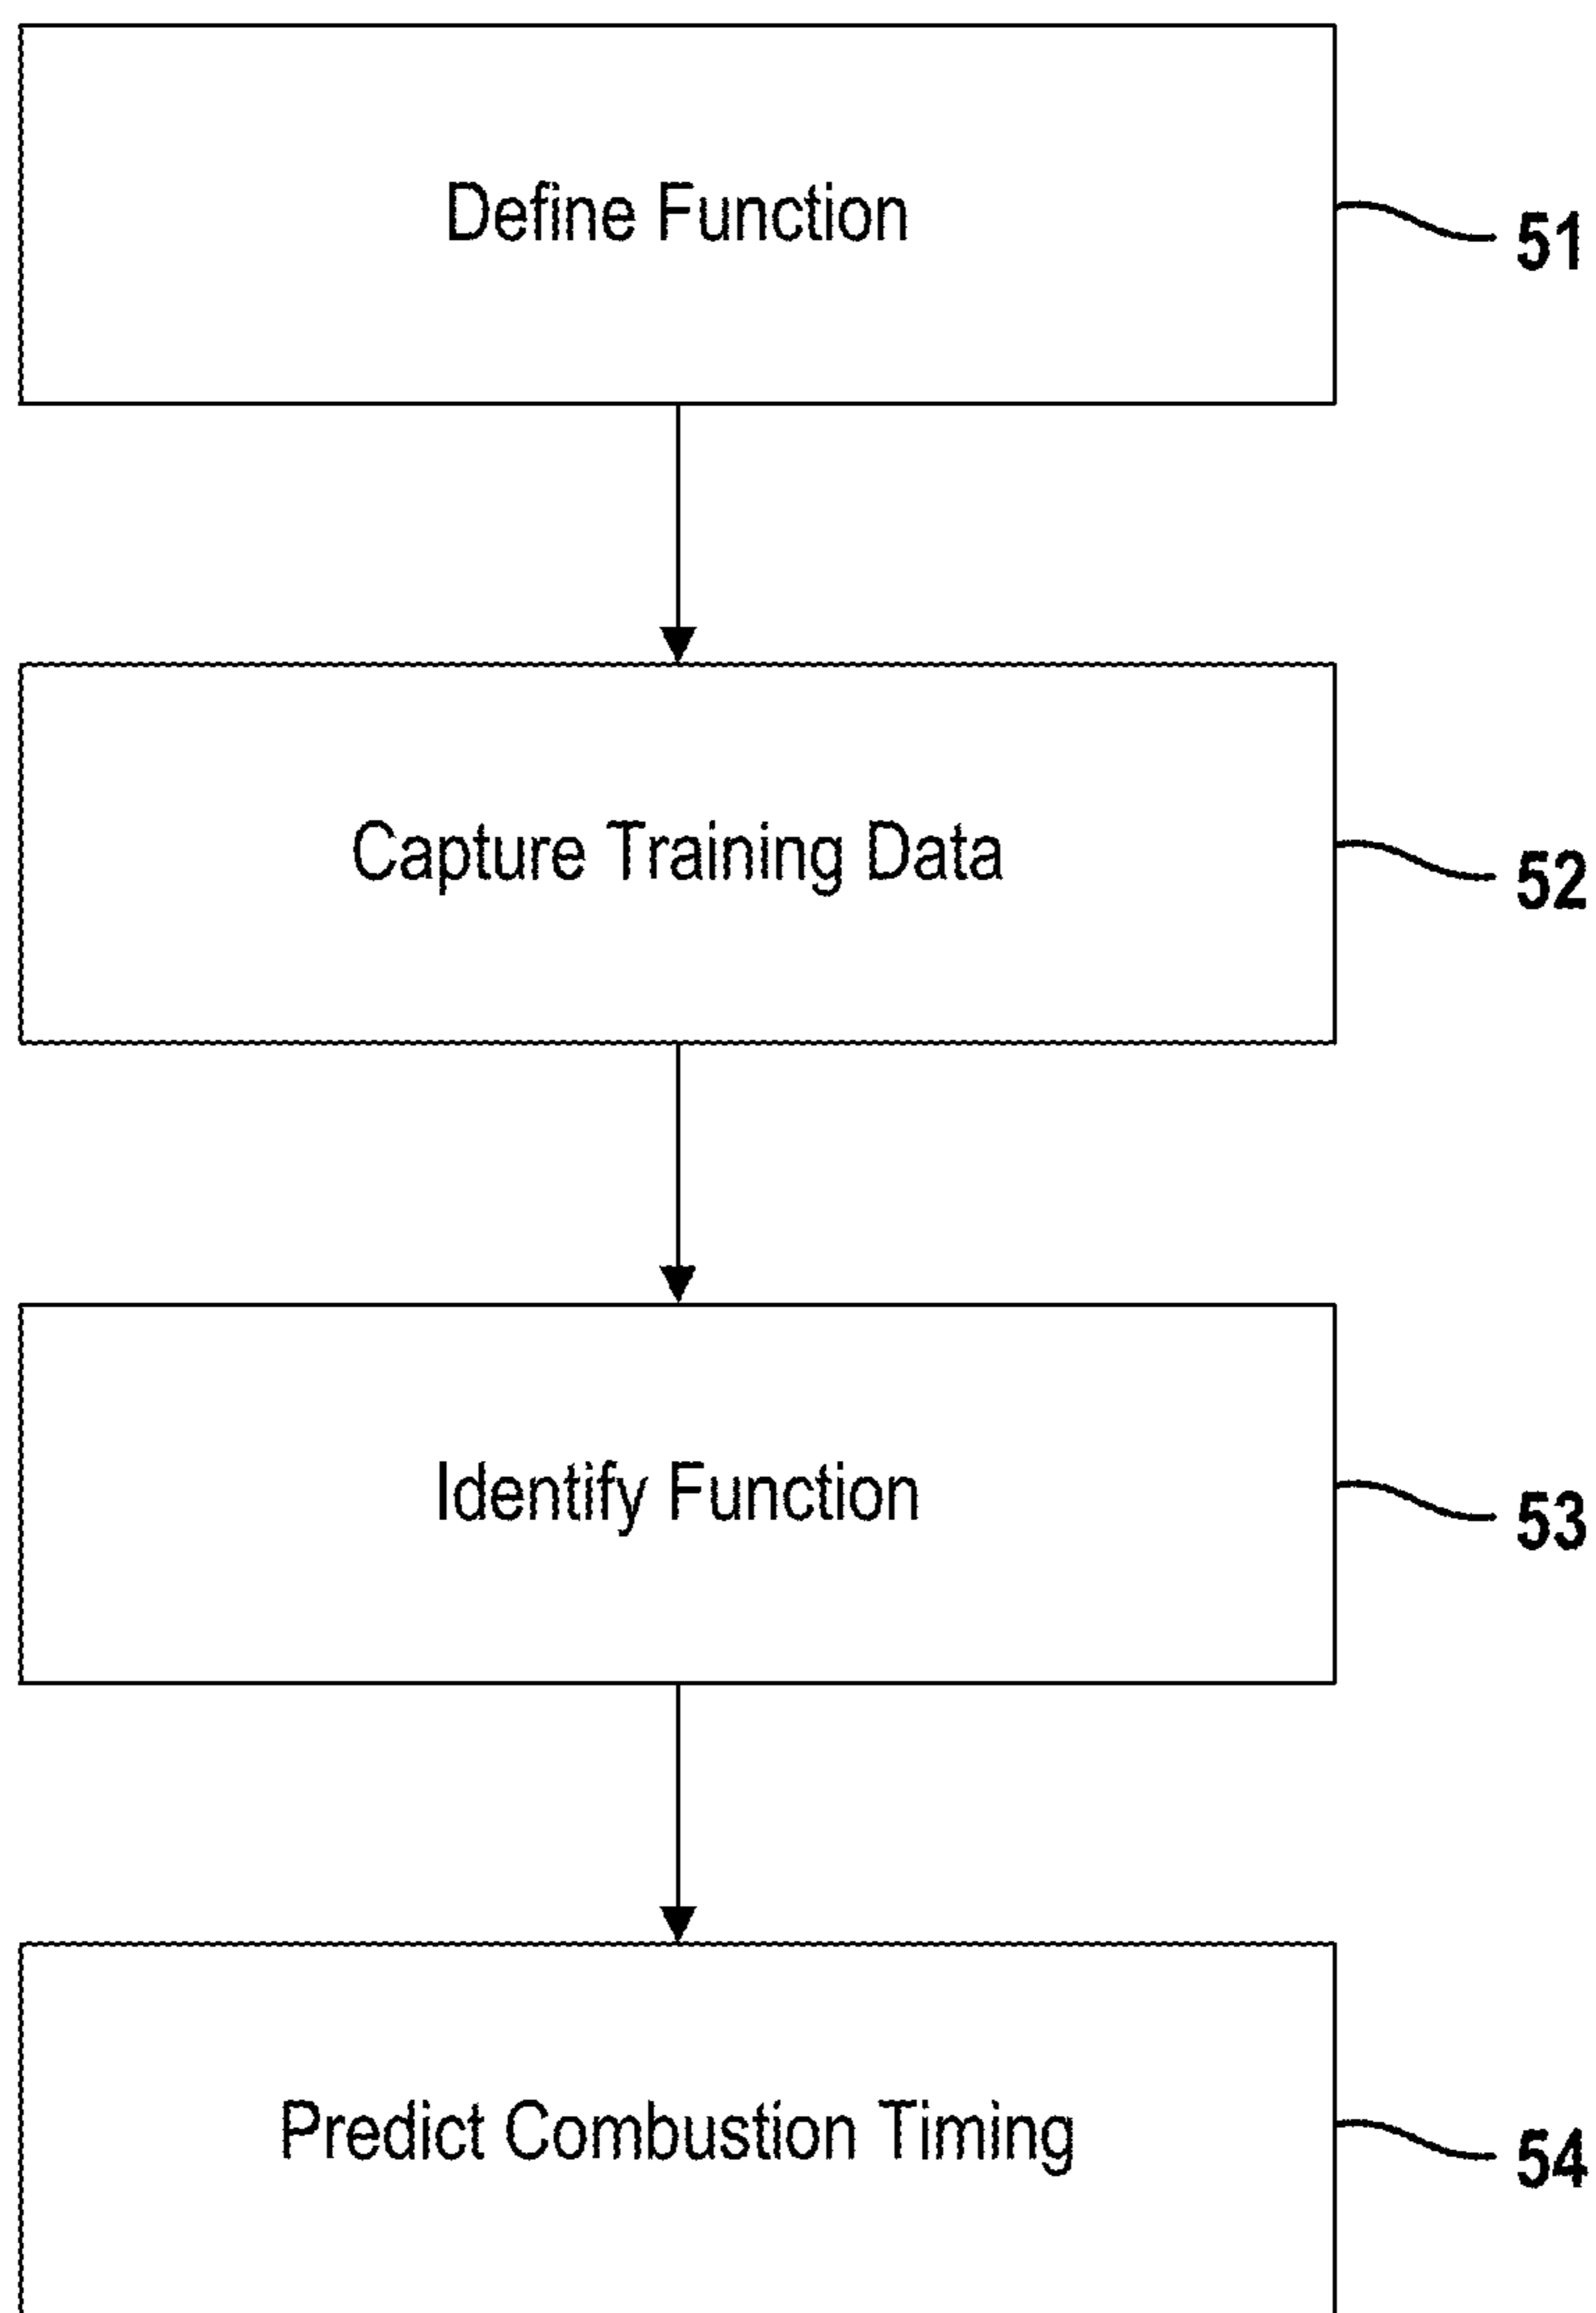 Define Function
51
Capture Training Data
52
Identify Function
53
Predict Combustion Timing
54